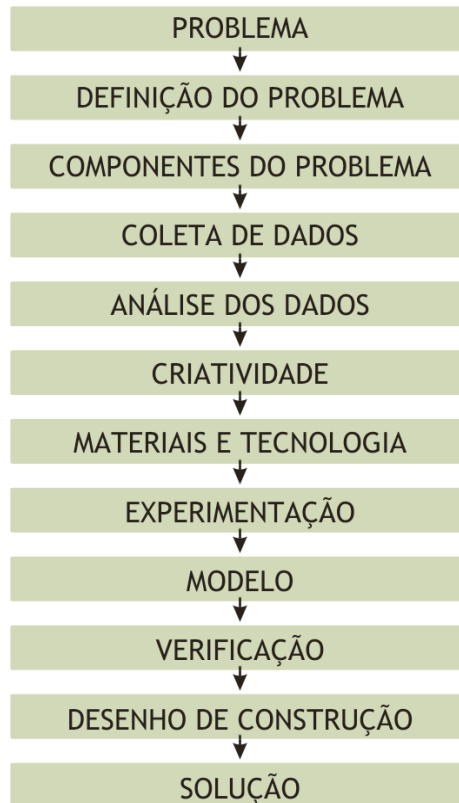 PROBLEMA
DEFINIÇÃO DO PROBLEMA
COMPONENTES DO PROBLEMA
COLETA DE DADOS
ANÁLISE DOS DADOS
CRIATIVIDADE
MATERIAIS E TECNOLOGIA
EXPERIMENTAÇÃO
MODELO
VERIFICAÇÃO
DESENHO DE CONSTRUÇÃO
SOLUÇÃO